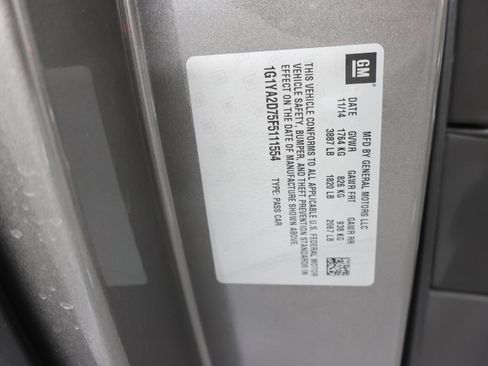 GM
MFD BY GENERAL MOTORS LLC
DATE GVWR GAWR FRT GAWR RR
11/14 1764 KG 826 KG 938 KG
3887 LB 1820 LB 2067 LB
THIS VEHICLE CONFORMS TO ALL APPLICABLE U.S. FEDERAL MOTOR
VEHICLE SAFETY, BUMPER, AND THEFT PREVENTION STANDARDS IN
EFFECT ON THE DATE OF MANUFACTURE SHOWN ABOVE.
1G1YA2D75F5111554 TYPE: PASS CAR